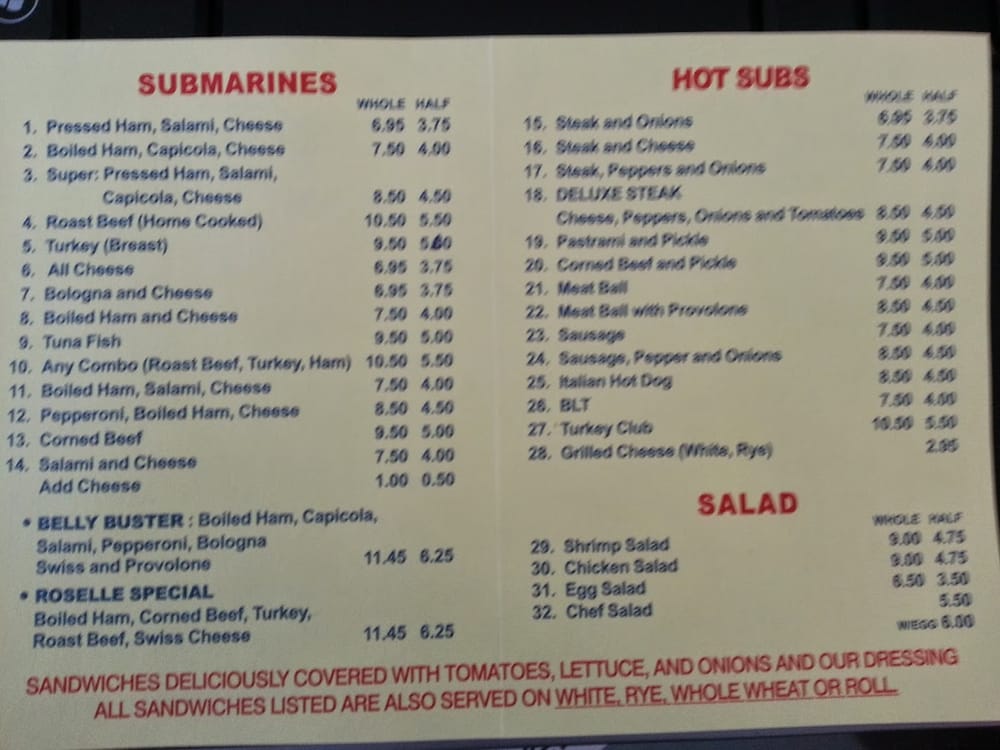 SUBMARINES
WHOLE HALF
1. Pressed Ham, Salami, Cheese 6.95 3.75
2. Boiled Ham, Capicola, Cheese 7.50 4.00
3. Super: Pressed Ham, Salami,
Capicola, Cheese 8.50 4.50
4. Roast Beef (Home Cooked) 10.50 5.50
5. Turkey (Breast) 9.50
6. All Cheese 6.95 3.75
7. Bologna and Cheese 6.95 3.75
8. Boiled Ham and Cheese 7.50 4.00
9. Tuna Fish 9.50 5.00
10. Any Combo (Roast Beef, Turkey, Ham) 10.50 5.50
11. Boiled Ham, Salami, Cheese 7.50 4.00
12. Pepperoni, Boiled Ham, Cheese 8.50 4.50
13. Corned Beef 9.50 5.00
14. Salami and Cheese 7.50 4.00
Add Cheese 1.00 0.50
• BELLY BUSTER : Boiled Ham, Capicola,
Salami, Pepperoni, Bologna
Swiss and Provolone 11.45 6.25
• ROSELLE SPECIAL
Boiled Ham, Corned Beef, Turkey,
Roast Beef, Swiss Cheese 11.45 6.25
HOT SUBS
WHOLE HALF
15. Steak and Onions 6.95 3.75
16. Steak and Cheese 7.50 4.00
17. Steak, Peppers and Onions 7.50 4.00
18. DELUXE STEAK
Cheese, Peppers, Onions and Tomatoes 8.50 4.50
19. Pastrami and Pickle 9.50 5.00
20. Corned Beef and Pickle 9.50 5.00
21. Meat Ball 7.50 4.00
22. Meat Ball with Provolone 8.50 4.50
23. Sausage 7.50 4.00
24. Sausage, Pepper and Onions 8.50 4.50
25. Italian Hot Dog 8.50 4.50
26. BLT 7.50 4.00
27. Turkey Club 10.50 5.50
28. Grilled Cheese (White, Rye) 2.95
SALAD
WHOLE HALF
29. Shrimp Salad 9.00 4.75
30. Chicken Salad 9.00 4.75
31. Egg Salad 6.50 3.50
32. Chef Salad 5.50
W/EGG 6.00
SANDWICHES DELICIOUSLY COVERED WITH TOMATOES, LETTUCE, AND ONIONS AND OUR DRESSING
ALL SANDWICHES LISTED ARE ALSO SERVED ON WHITE, RYE, WHOLE WHEAT OR ROLL.